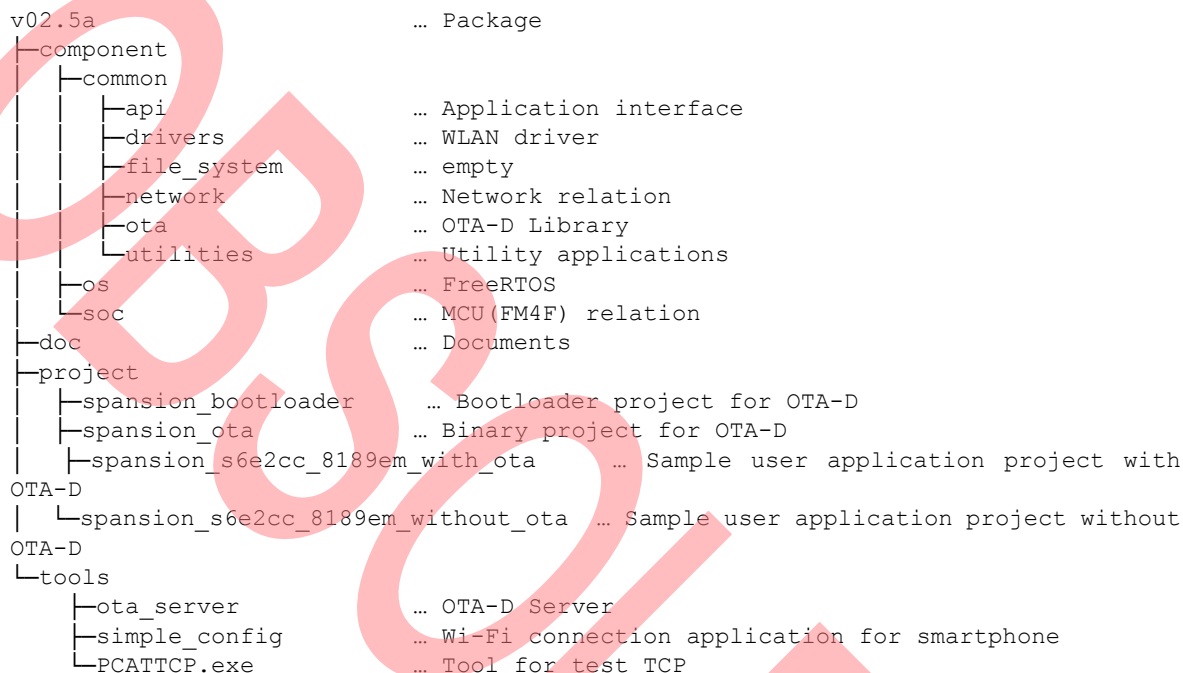 v02.5a … Package
├─component
│ ├─common
│ │ ├─api … Application interface
│ │ ├─drivers … WLAN driver
│ │ ├─file_system … empty
│ │ ├─network … Network relation
│ │ ├─ota … OTA-D Library
│ │ └─utilities … Utility applications
│ ├─os … FreeRTOS
│ └─soc … MCU(FM4F) relation
├─doc … Documents
├─project
│ ├─spansion_bootloader … Bootloader project for OTA-D
│ ├─spansion_ota … Binary project for OTA-D
│ ├─spansion_s6e2cc_8189em_with_ota … Sample user application project with
OTA-D
│ └─spansion_s6e2cc_8189em_without_ota … Sample user application project without
OTA-D
└─tools
├─ota_server … OTA-D Server
├─simple_config … Wi-Fi connection application for smartphone
└─PCATTCP.exe … Tool for test TCP